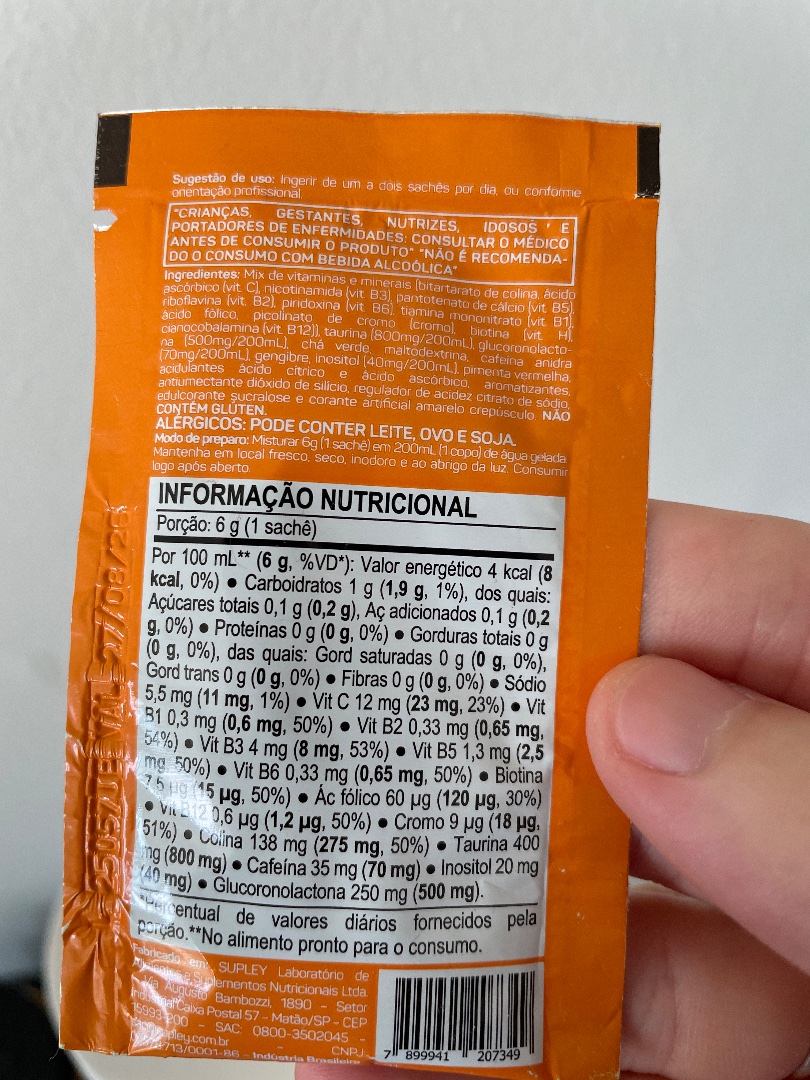 Sugestão de uso: Ingerir de um a dois sachês por dia, ou conforme
orientação profissional.
"CRIANÇAS, GESTANTES, NUTRIZES, IDOSOS E
PORTADORES DE ENFERMIDADES: CONSULTAR O MÉDICO
ANTES DE CONSUMIR O PRODUTO" "NÃO É RECOMENDA-
DO O CONSUMO COM BEBIDA ALCOÓLICA"
Ingredientes: Mix de vitaminas e minerais (bitartarato de colina, ácido
ascórbico (vit. C), nicotinamida (vit. B3), pantotenato de cálcio (vit B5),
riboflavina (vit. B2), piridoxina (vit. B6), tiamina mononitrato (vit. B1),
ácido fólico, picolinato de cromo (cromo), biotina (vit. H),
cianocobalamina (vit. B12)), taurina (800mg/200mL), glucoronolacto-
na (500mg/200mL), chá verde, maltodextrina, cafeína anidra
(70mg/200mL), gengibre, inositol (40mg/200mL), pimenta vermelha,
acidulantes ácido cítrico e ácido ascórbico, aromatizantes,
antiumectante dióxido de silício, regulador de acidez citrato de sódio,
edulcorante sucralose e corante artificial amarelo crepúsculo. NÃO
CONTÉM GLÚTEN.
ALÉRGICOS: PODE CONTER LEITE, OVO E SOJA.
Modo de preparo: Misturar 6g (1 sachê) em 200mL (1 copo) de água gelada.
Mantenha em local fresco, seco, inodoro e ao abrigo da luz. Consumir
logo após aberto.
INFORMAÇÃO NUTRICIONAL
Porção: 6 g (1 sachê)
Por 100 mL** (6 g, %VD*): Valor energético 4 kcal (8
kcal, 0%) ● Carboidratos 1 g (1,9 g, 1%), dos quais:
Açúcares totais 0,1 g (0,2 g), Aç adicionados 0,1 g (0,2
g, 0%) ● Proteínas 0 g (0 g, 0%) ● Gorduras totais 0 g
(0 g, 0%), das quais: Gord saturadas 0 g (0 g, 0%),
Gord trans 0 g (0 g, 0%) ● Fibras 0 g (0 g, 0%) ● Sódio
5,5 mg (11 mg, 1%) ● Vit C 12 mg (23 mg, 23%) ● Vit
B1 0,3 mg (0,6 mg, 50%) ● Vit B2 0,33 mg (0,65 mg,
54%) ● Vit B3 4 mg (8 mg, 53%) ● Vit B5 1,3 mg (2,5
mg, 50%) ● Vit B6 0,33 mg (0,65 mg, 50%) ● Biotina
7,5 µg (15 µg, 50%) ● Ác fólico 60 µg (120 µg, 30%)
● Vit B12 0,6 µg (1,2 µg, 50%) ● Cromo 9 µg (18 µg,
51%) ● Colina 138 mg (275 mg, 50%) ● Taurina 400
mg (800 mg) ● Cafeína 35 mg (70 mg) ● Inositol 20 mg
(40 mg) ● Glucoronolactona 250 mg (500 mg).
*Percentual de valores diários fornecidos pela
porção.**No alimento pronto para o consumo.
Fabricado em: SUPLEY Laboratório de
Alimentos e Suplementos Nutricionais Ltda.
Via Augusto Bambozzi, 1890 - Setor
Industrial Caixa Postal 57 - Matão/SP - CEP
15993-200 - SAC: 0800-3502045 -
supley.com.br - CNPJ:
713/0001-86 - Indústria Brasileira
7 899941 207349